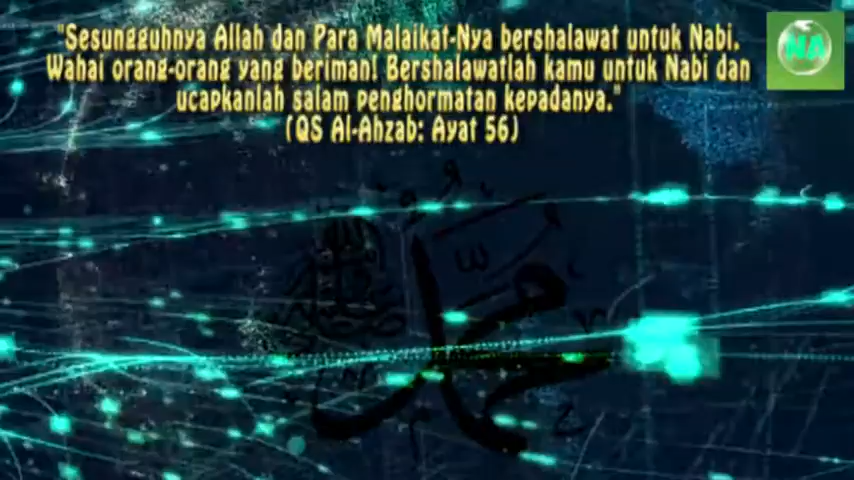 "Sesungguhnya Allah dan Para Malaikat-Nya bershalawat untuk Nabi.
Wahai orang-orang yang beriman! Bershalawatlah kamu untuk Nabi dan
ucapkanlah salam penghormatan kepadanya."
(QS Al-Ahzab: Ayat 56)
NA
محمد